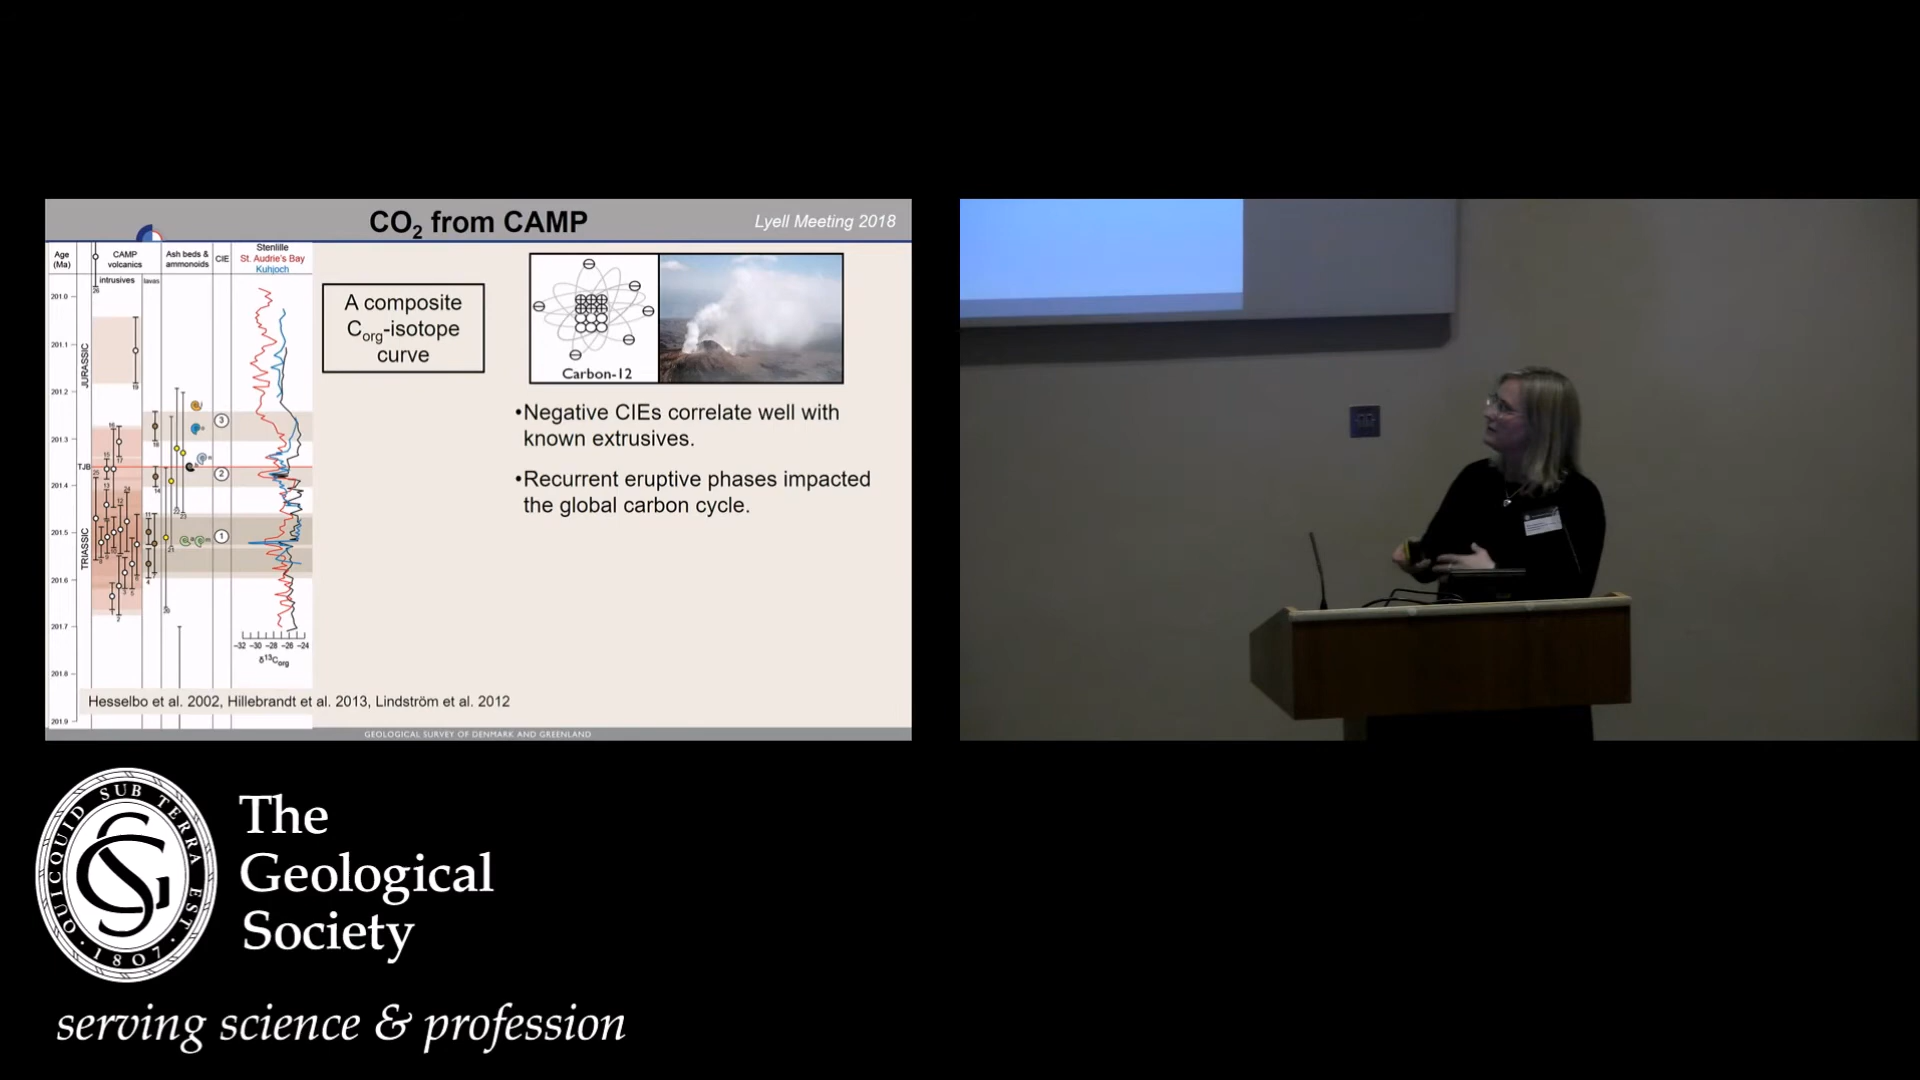 CO2 from CAMP
Lyell Meeting 2018
Age
(Ma)
CAMP
volcanics
Ash beds &
ammonoids
CIE
Stenlille
St. Audrie's Bay
Kuhjoch
intrusives
lavas
201.0
201.1
201.2
201.3
201.4
201.5
201.6
201.7
201.8
201.9
JURASSIC
TJB
TRIASSIC
3
2
1
−32 −30 −28 −26 −24
δ13Corg
A composite
Corg-isotope
curve
Carbon-12
•Negative CIEs correlate well with
known extrusives.
•Recurrent eruptive phases impacted
the global carbon cycle.
Hesselbo et al. 2002, Hillebrandt et al. 2013, Lindström et al. 2012
GEOLOGICAL SURVEY OF DENMARK AND GREENLAND
QUICQUID SUB TERRA EST
1807
The
Geological
Society
serving science & profession